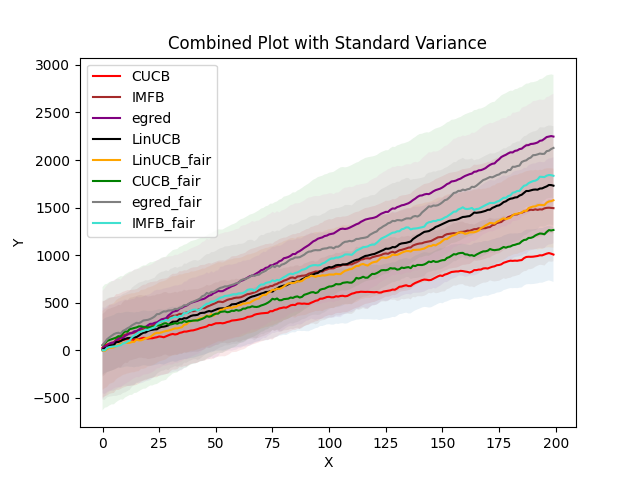 Combined Plot with Standard Variance
3000
2500
2000
1500
1000
500
0
−500
Y
CUCB
IMFB
egred
LinUCB
LinUCB_fair
CUCB_fair
egred_fair
IMFB_fair
0 25 50 75 100 125 150 175 200
X